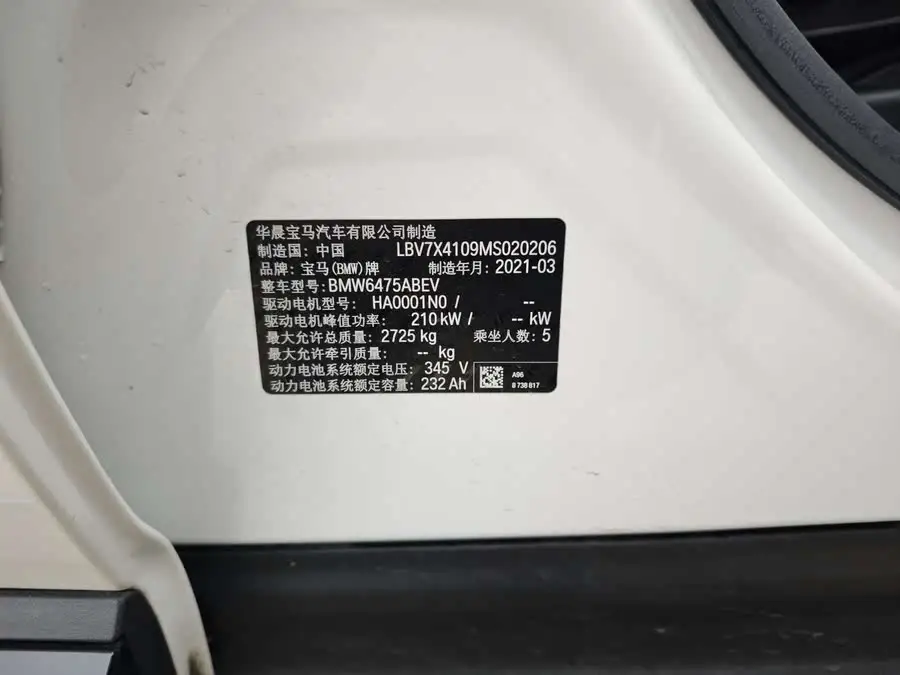 华晨宝马汽车有限公司制造
制造国: 中国 LBV7X4109MS020206
品牌: 宝马(BMW)牌 制造年月: 2021-03
整车型号: BMW6475ABEV
驱动电机型号: HA0001N0 / --
驱动电机峰值功率: 210 kW / -- kW
最大允许总质量: 2725 kg 乘坐人数: 5
最大允许牵引质量: -- kg
动力电池系统额定电压: 345 V
动力电池系统额定容量: 232 Ah
A96
8 738 817